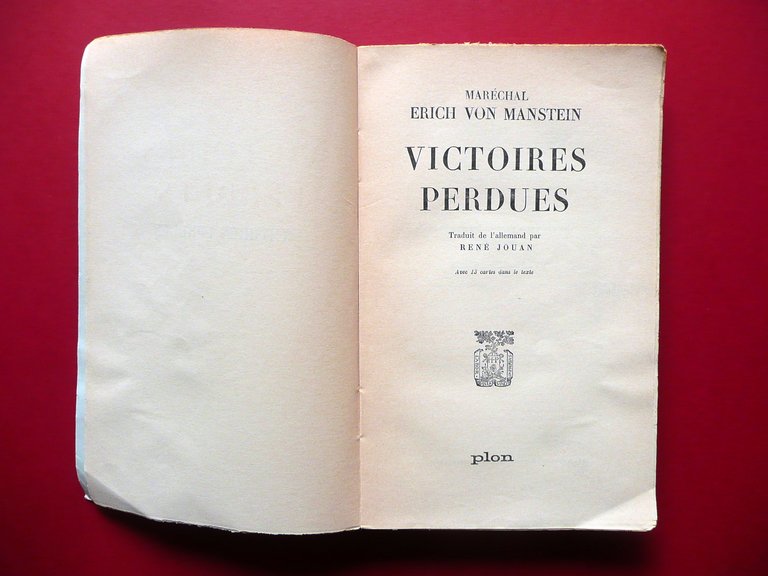 MARÉCHAL
ERICH VON MANSTEIN
VICTOIRES
PERDUES
Traduit de l'allemand par
RENÉ JOUAN
Avec 13 cartes dans le texte
plon